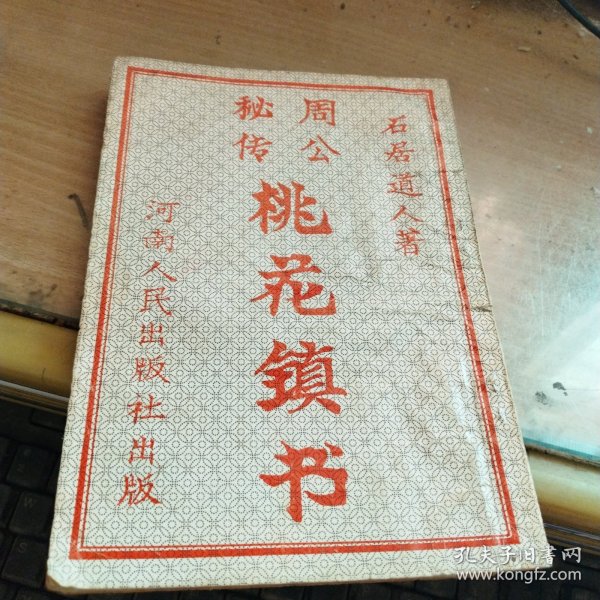 石居道人著
周公
秘传
桃花镇书
河南人民出版社出版
孔夫子旧書网
www.kongfz.com